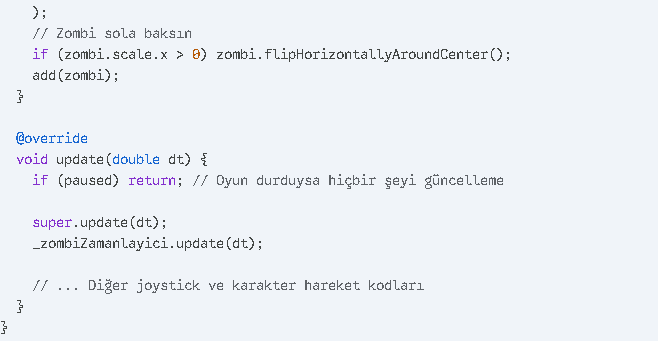 );
// Zombi sola baksın
if (zombi.scale.x > 0) zombi.flipHorizontallyAroundCenter();
add(zombi);
}
@override
void update(double dt) {
if (paused) return; // Oyun durduysa hiçbir şeyi güncelleme
super.update(dt);
_zombiZamanlayici.update(dt);
// ... Diğer joystick ve karakter hareket kodları
}
}